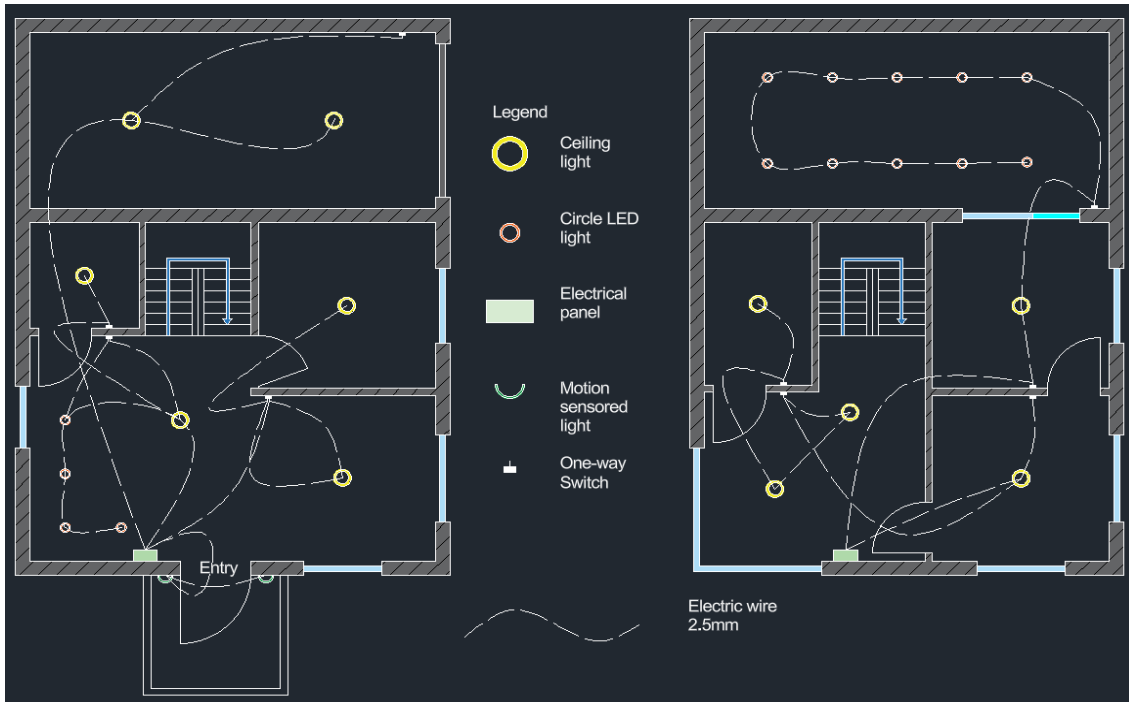 Legend
Ceiling
light
Circle LED
light
Electrical
panel
Motion
sensored
light
One-way
Switch
Entry
Electric wire
2.5mm